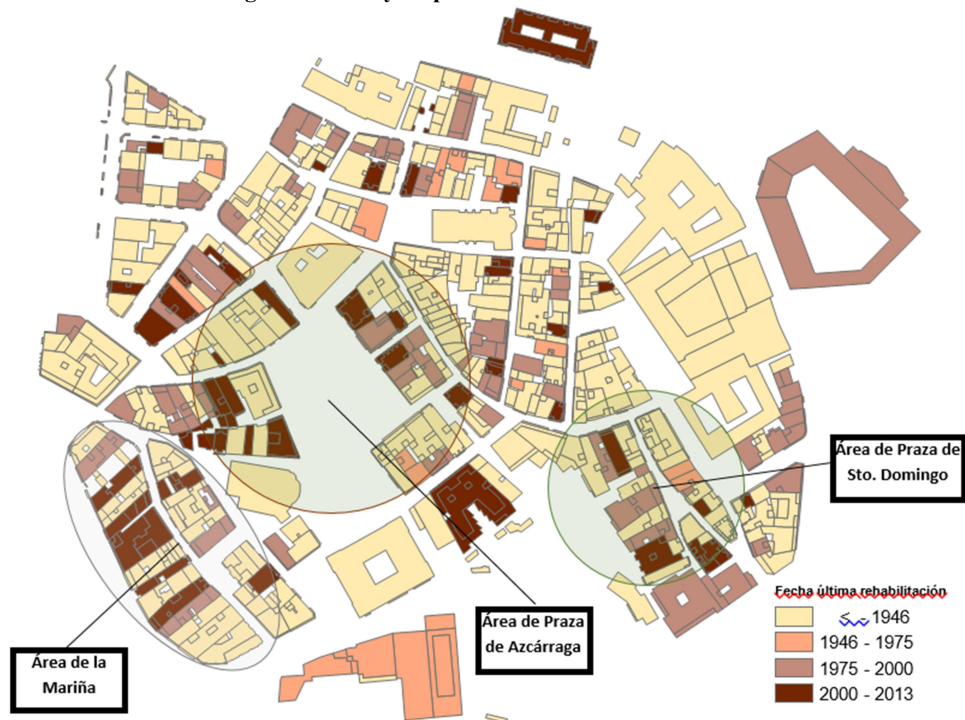 Área de Praza de
Sto. Domingo
Área de Praza
de Azcárraga
Área de la
Mariña
Fecha última rehabilitación
<- - 1946
1946 - 1975
1975 - 2000
2000 - 2013